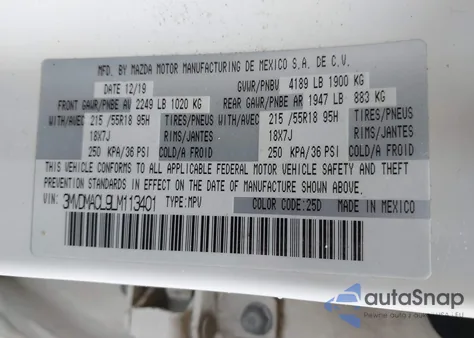 MFD. BY MAZDA MOTOR MANUFACTURING DE MEXICO S.A. DE C.V.
DATE 12/19 GVWR/PNBV 4189 LB 1900 KG
FRONT GAWR/PNBE AV 2249 LB 1020 KG REAR GAWR/PNBE AR 1947 LB 883 KG
WITH/AVEC 215 /55R18 95H TIRES/PNEUS WITH/AVEC 215 /55R18 95H TIRES/PNEUS
18X7J RIMS/JANTES 18X7J RIMS/JANTES
250 KPA/36 PSI COLD/A FROID 250 KPA/36 PSI COLD/A FROID
THIS VEHICLE CONFORMS TO ALL APPLICABLE FEDERAL MOTOR VEHICLE SAFETY AND THEFT
PREVENTION STANDARDS IN EFFECT ON THE DATE OF MANUFACTURE SHOWN ABOVE.
VIN: 3MVDMACL9LM113401 TYPE: MPV COLOR CODE:25D MADE IN MEXICO
autoSnap